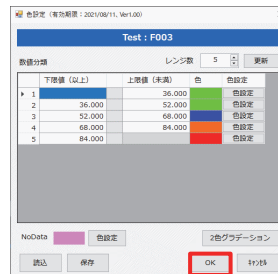 色設定 (有効期限：2021/08/11, Ver1.00)
Test : F003
数値分類 レンジ数 5 更新
下限値（以上） 上限値（未満） 色 色設定
1 36.000 色設定
2 36.000 52.000 色設定
3 52.000 68.000 色設定
4 68.000 84.000 色設定
5 84.000 色設定
NoData 色設定 2色グラデーション
読込 保存 OK キャンセル